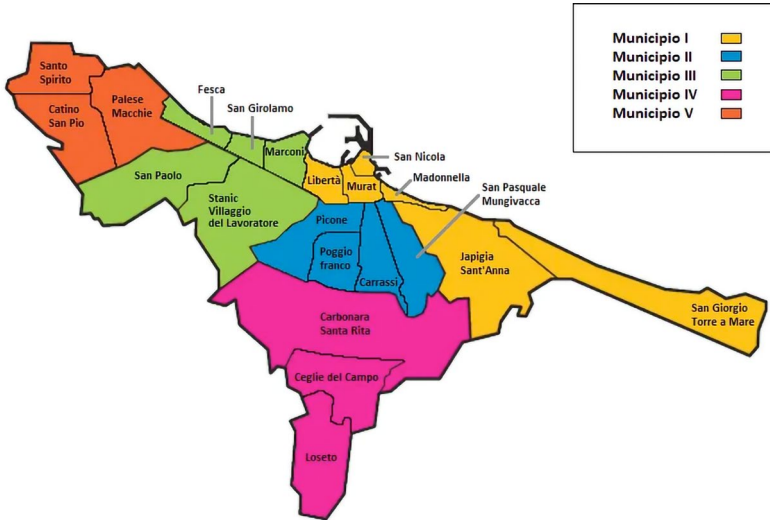 Municipio I
Municipio II
Municipio III
Municipio IV
Municipio V
Santo
Spirito
Catino
San Pio
Palese
Macchie
Fesca
San Girolamo
Marconi
San Paolo
Stanic
Villaggio
del Lavoratore
Libertà
Murat
San Nicola
Madonnella
San Pasquale
Mungivacca
Picone
Poggio
franco
Carrassi
Japigia
Sant'Anna
San Giorgio
Torre a Mare
Carbonara
Santa Rita
Ceglie del Campo
Loseto